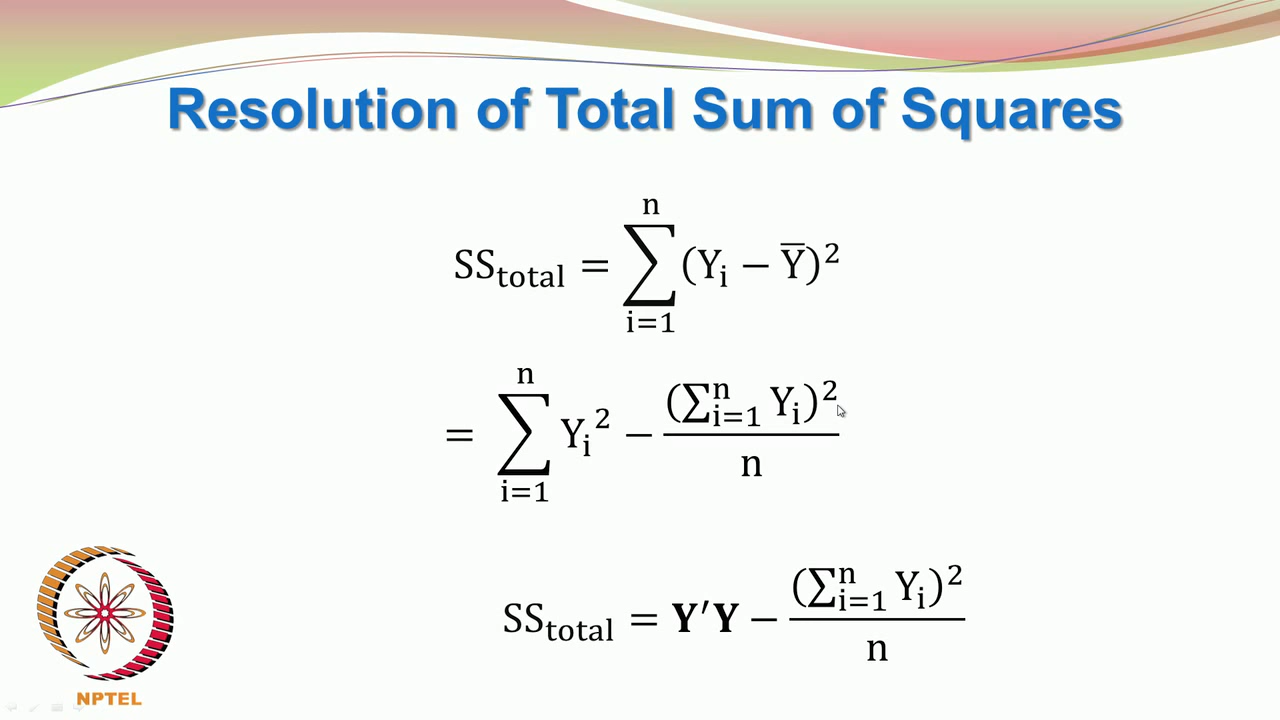 Resolution of Total Sum of Squares
SS_total = ∑_{i=1}^{n} (Y_i − Y̅)²
= ∑_{i=1}^{n} Y_i² − (∑_{i=1}^{n} Y_i)² / n
SS_total = Y′Y − (∑_{i=1}^{n} Y_i)² / n
NPTEL